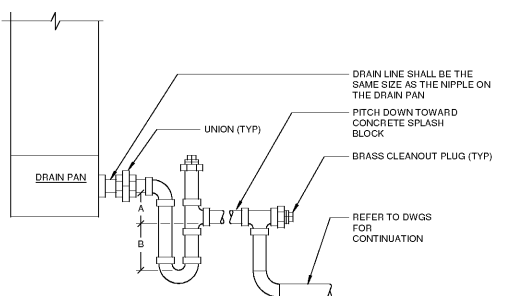 DRAIN LINE SHALL BE THE
SAME SIZE AS THE NIPPLE ON
THE DRAIN PAN
PITCH DOWN TOWARD
CONCRETE SPLASH
BLOCK
UNION (TYP)
BRASS CLEANOUT PLUG (TYP)
DRAIN PAN
A
B
REFER TO DWGS
FOR
CONTINUATION